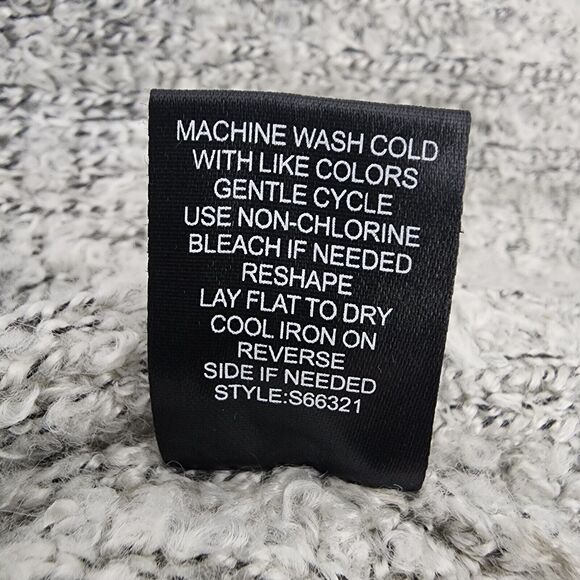 MACHINE WASH COLD
WITH LIKE COLORS
GENTLE CYCLE
USE NON-CHLORINE
BLEACH IF NEEDED
RESHAPE
LAY FLAT TO DRY
COOL IRON ON
REVERSE
SIDE IF NEEDED
STYLE:S66321